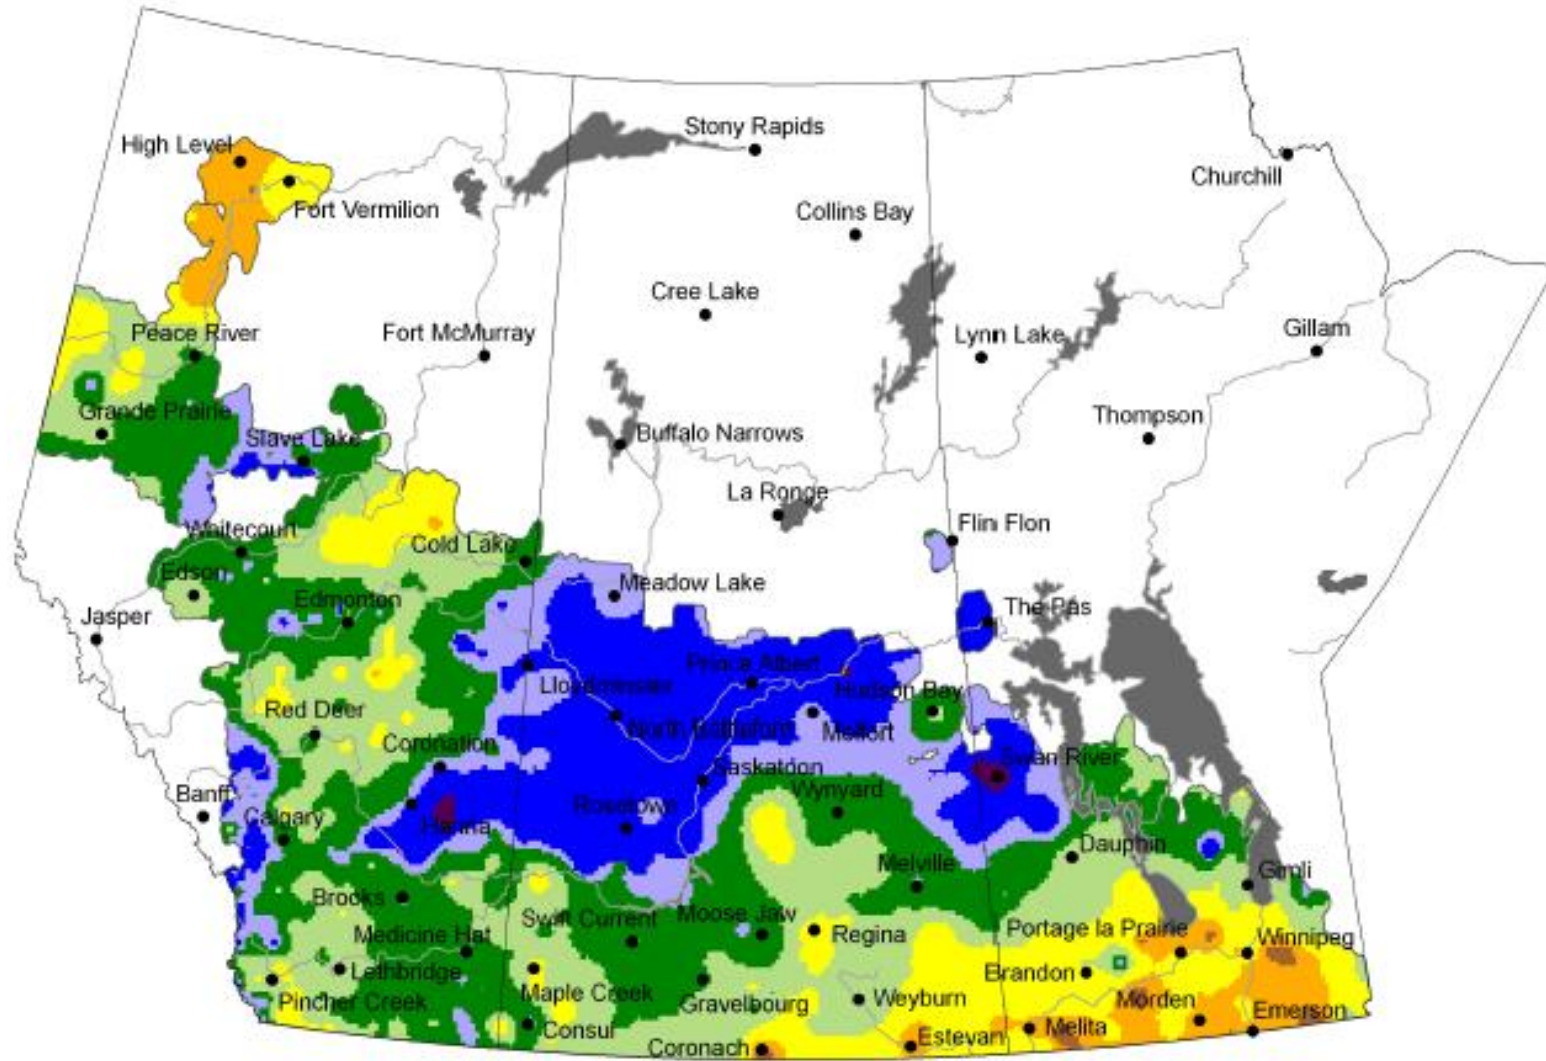 Stony Rapids
High Level
Churchill
Fort Vermilion
Collins Bay
Cree Lake
Peace River
Fort McMurray
Lynn Lake
Gillam
Grande Prairie
Slave Lake
Buffalo Narrows
Thompson
La Ronge
Whitecourt
Flin Flon
Cold Lake
Edson
Meadow Lake
Edmonton
The Pas
Jasper
Prince Albert
Lloydminster
Hudson Bay
Red Deer
North Battleford
Melfort
Coronation
Swan River
Saskatoon
Banff
Wynyard
Rosetown
Calgary
Hanna
Dauphin
Melville
Gimli
Brooks
Swift Current
Moose Jaw
Portage la Prairie
Medicine Hat
Regina
Winnipeg
Lethbridge
Brandon
Pincher Creek
Maple Creek
Gravelbourg
Weyburn
Morden
Emerson
Consul
Melita
Estevan
Coronach